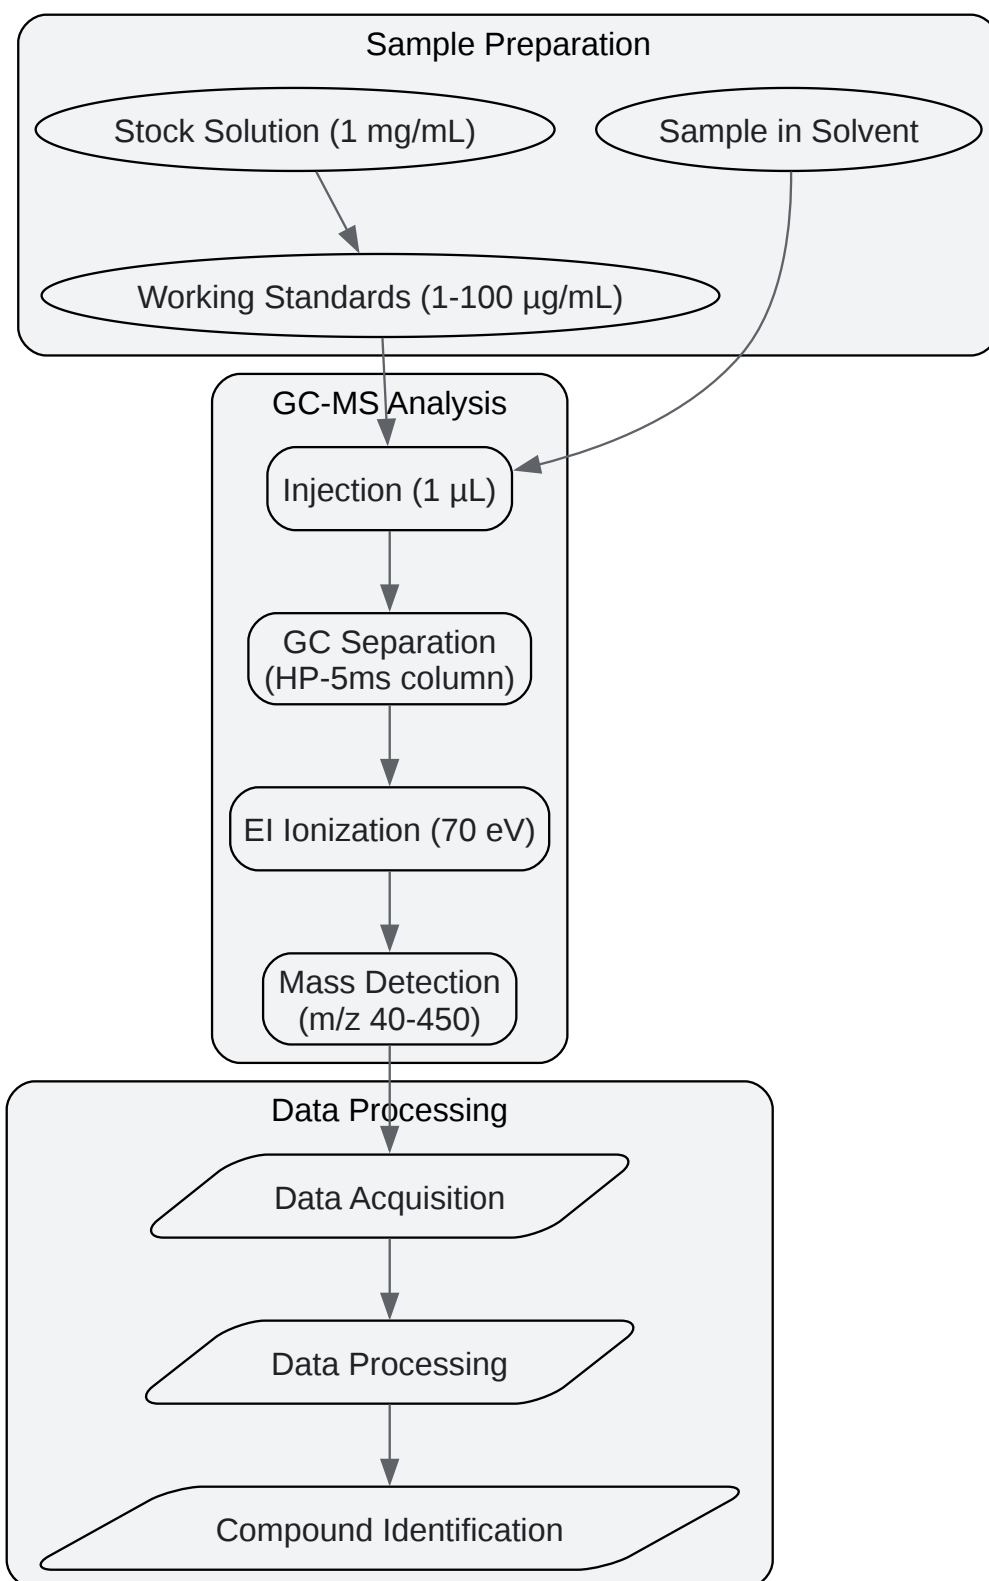 Sample Preparation
Stock Solution (1 mg/mL)
Sample in Solvent
Working Standards (1-100 µg/mL)
GC-MS Analysis
Injection (1 µL)
GC Separation
(HP-5ms column)
EI Ionization (70 eV)
Mass Detection
(m/z 40-450)
Data Processing
Data Acquisition
Data Processing
Compound Identification